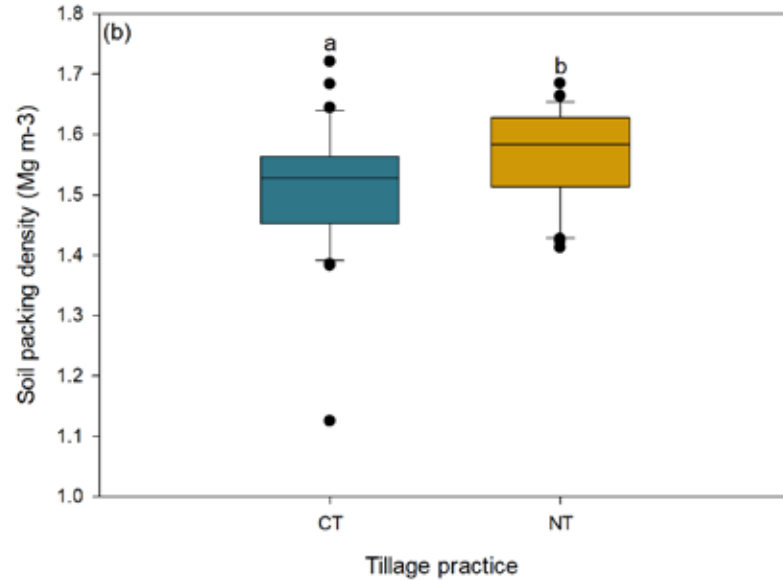 (b)
Soil packing density (Mg m-3)
1.8
1.7
1.6
1.5
1.4
1.3
1.2
1.1
1.0
a
b
CT
NT
Tillage practice